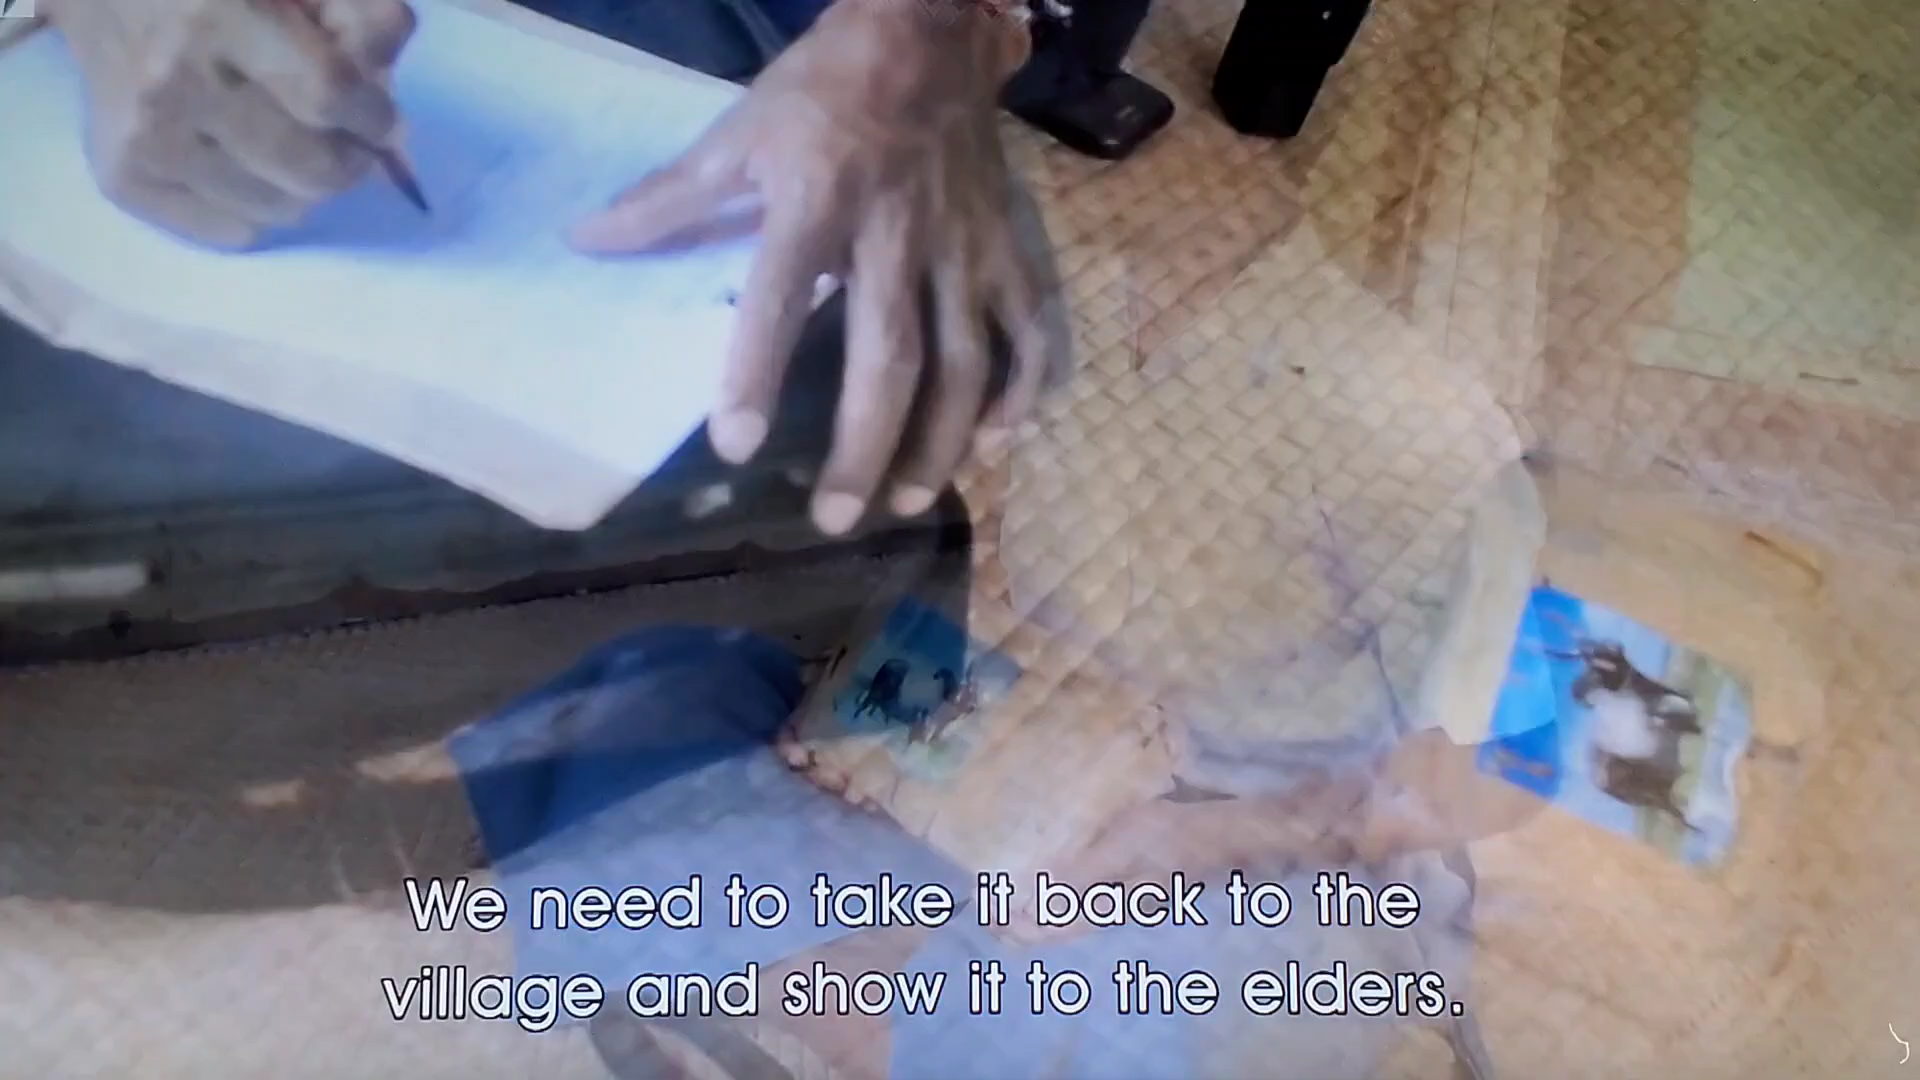 We need to take it back to the
village and show it to the elders.